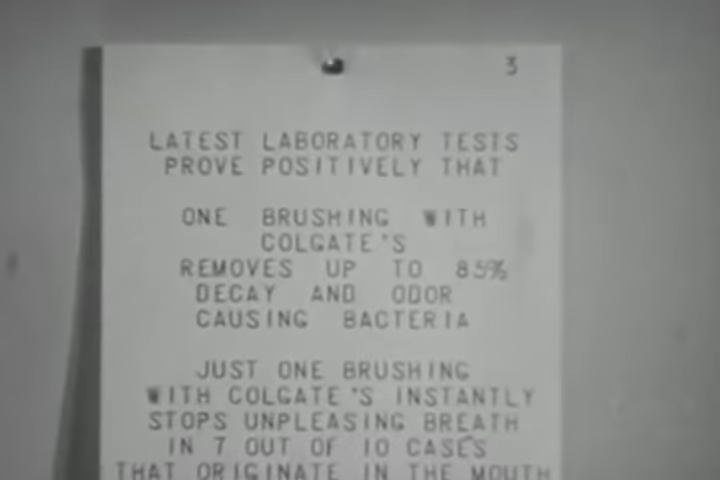 3
LATEST LABORATORY TESTS
PROVE POSITIVELY THAT
ONE BRUSHING WITH
COLGATE'S
REMOVES UP TO 85%
DECAY AND ODOR
CAUSING BACTERIA
JUST ONE BRUSHING
WITH COLGATE'S INSTANTLY
STOPS UNPLEASING BREATH
IN 7 OUT OF 10 CASES
THAT ORIGINATE IN THE MOUTH